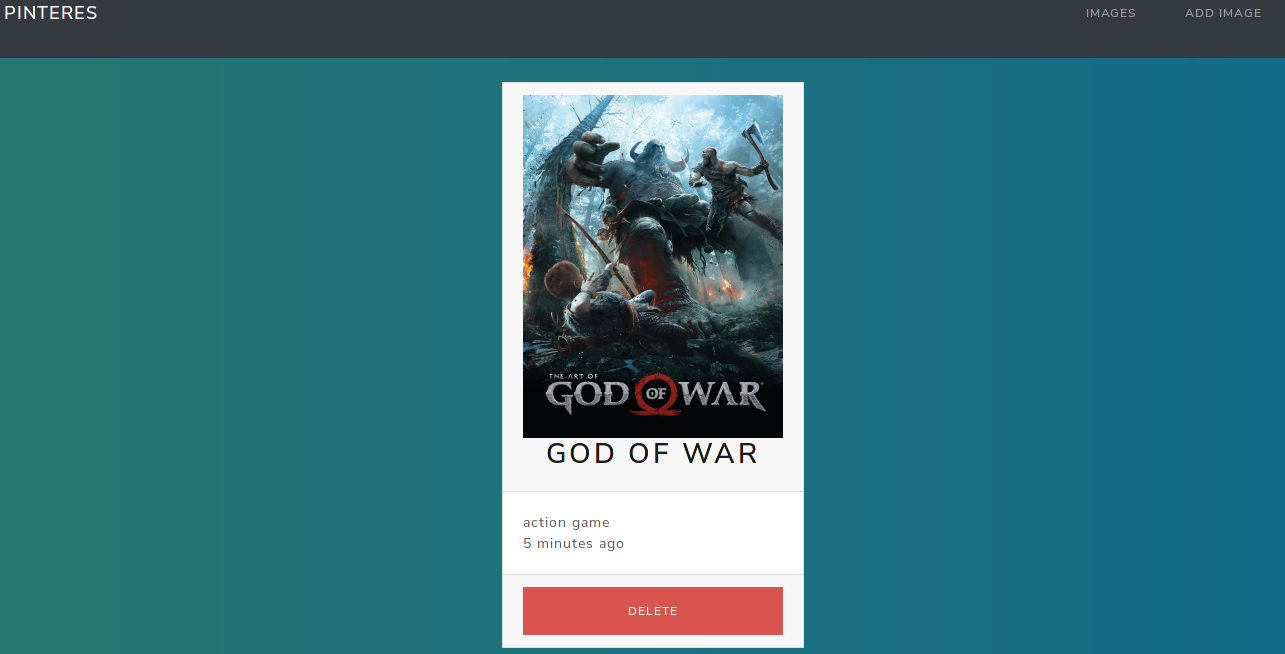 PINTERES
IMAGES
ADD IMAGE
THE ART OF
GOD OF WAR
GOD OF WAR
action game
5 minutes ago
DELETE